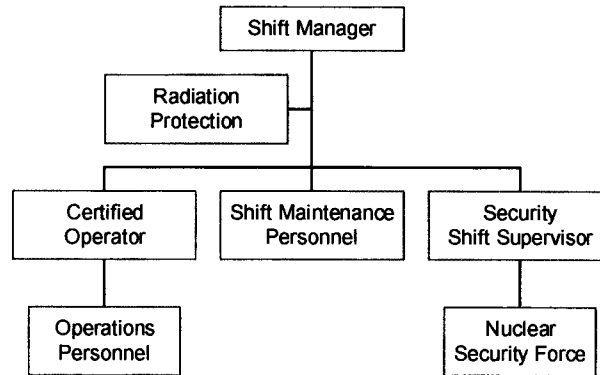 Shift Manager
Radiation
Protection
Certified
Operator
Shift Maintenance
Personnel
Security
Shift Supervisor
Operations
Personnel
Nuclear
Security Force